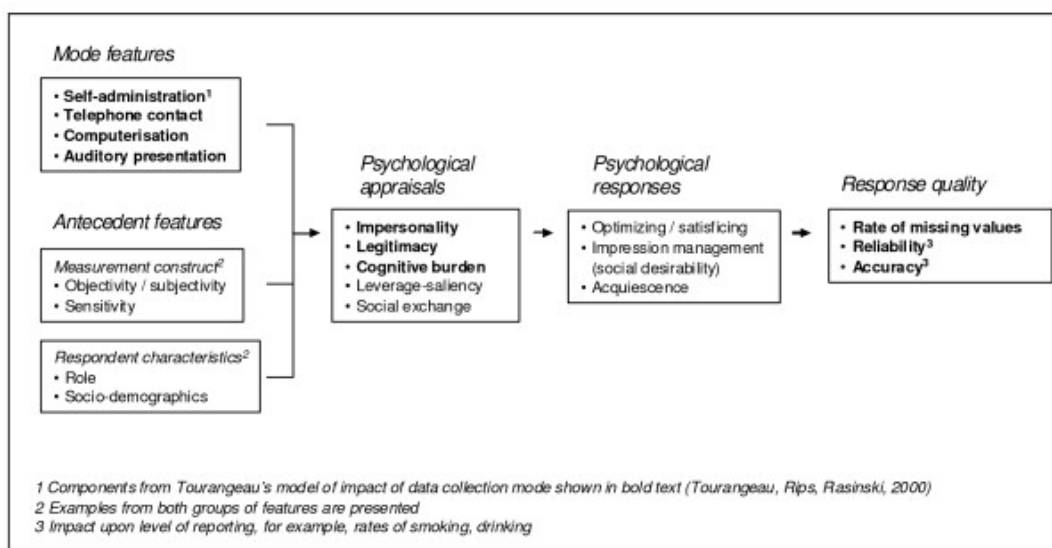 Mode features
• Self-administration¹
• Telephone contact
• Computerisation
• Auditory presentation
Antecedent features
Measurement construct²
• Objectivity / subjectivity
• Sensitivity
Respondent characteristics²
• Role
• Socio-demographics
Psychological
appraisals
• Impersonality
• Legitimacy
• Cognitive burden
• Leverage-saliency
• Social exchange
Psychological
responses
• Optimizing / satisficing
• Impression management
(social desirability)
• Acquiescence
Response quality
• Rate of missing values
• Reliability³
• Accuracy³
1 Components from Tourangeau's model of impact of data collection mode shown in bold text (Tourangeau, Rips, Rasinski, 2000)
2 Examples from both groups of features are presented
3 Impact upon level of reporting, for example, rates of smoking, drinking